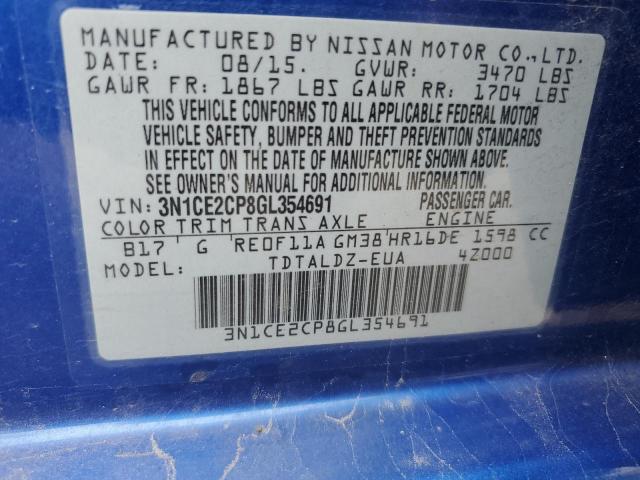 MANUFACTURED BY NISSAN MOTOR CO., LTD.
DATE: 08/15. GVWR: 3470 LBS
GAWR FR: 1867 LBS GAWR RR: 1704 LBS
THIS VEHICLE CONFORMS TO ALL APPLICABLE FEDERAL MOTOR
VEHICLE SAFETY, BUMPER AND THEFT PREVENTION STANDARDS
IN EFFECT ON THE DATE OF MANUFACTURE SHOWN ABOVE.
SEE OWNER'S MANUAL FOR ADDITIONAL INFORMATION.
VIN: 3N1CE2CP8GL354691 PASSENGER CAR.
COLOR TRIM TRANS AXLE ENGINE
B17 G RE0F11A GM38 HR16DE 1598 CC
MODEL: TDTALDZ-EUA 4Z000
3N1CE2CP8GL354691